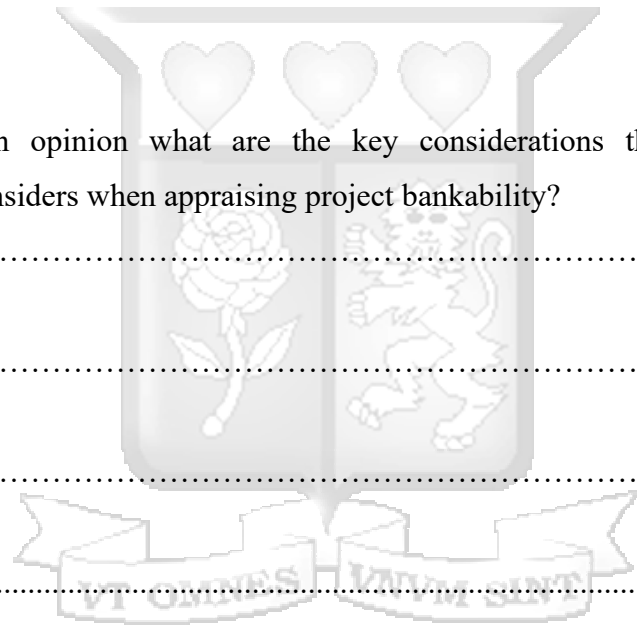 n opinion what are the key considerations th
nsiders when appraising project bankability?
…………………………………………………………
…………………………………………………………
…………………………………………………………
VT OMNES VNVM SINT
............................................................